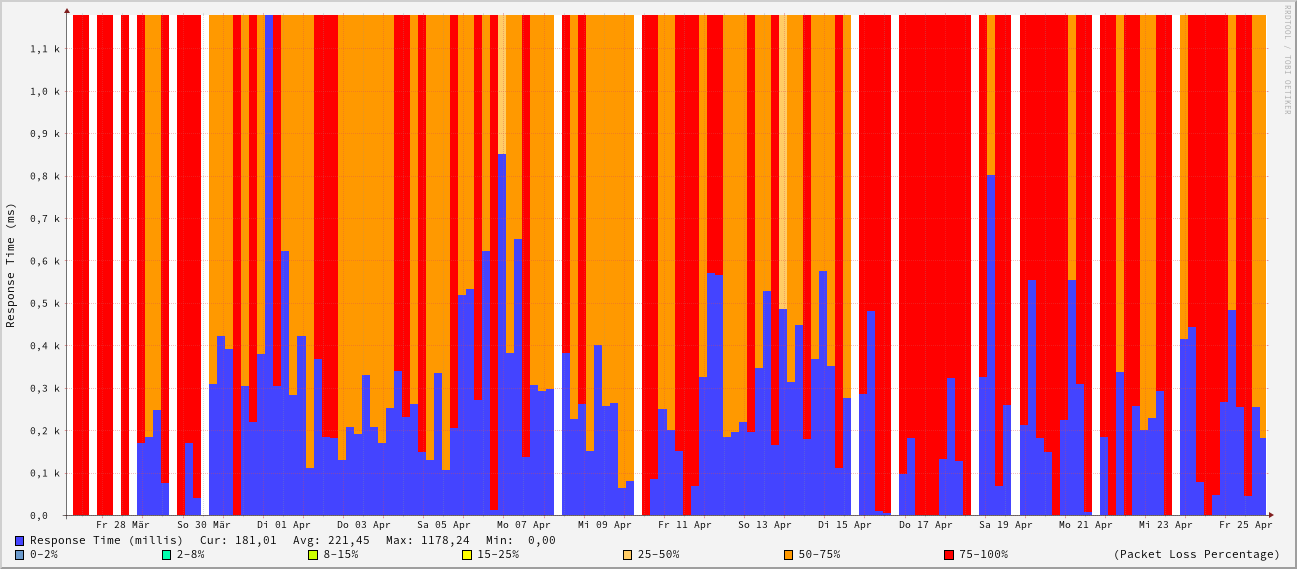 RRDTOOL / TOBI OETIKER
Response Time (ms)
1,1 k
1,0 k
0,9 k
0,8 k
0,7 k
0,6 k
0,5 k
0,4 k
0,3 k
0,2 k
0,1 k
0,0
Fr 28 Mär So 30 Mär Di 01 Apr Do 03 Apr Sa 05 Apr Mo 07 Apr Mi 09 Apr Fr 11 Apr So 13 Apr Di 15 Apr Do 17 Apr Sa 19 Apr Mo 21 Apr Mi 23 Apr Fr 25 Apr
Response Time (millis) Cur: 181,01 Avg: 221,45 Max: 1178,24 Min: 0,00
0-2% 2-8% 8-15% 15-25% 25-50% 50-75% 75-100% (Packet Loss Percentage)